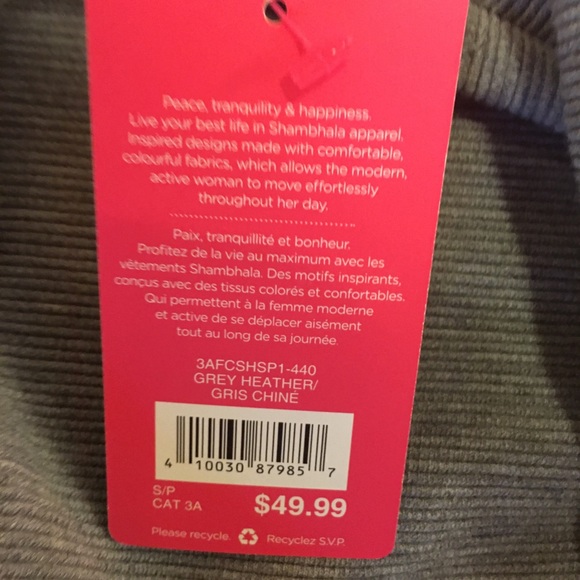 Peace, tranquility & happiness.
Live your best life in Shambhala apparel.
Inspired designs made with comfortable,
colourful fabrics, which allows the modern,
active woman to move effortlessly
throughout her day.
Paix, tranquillité et bonheur.
Profitez de la vie au maximum avec les
vêtements Shambhala. Des motifs inspirants,
conçus avec des tissus colorés et confortables.
Qui permettent à la femme moderne
et active de se déplacer aisément
tout au long de sa journée.
3AFCSHSP1-440
GREY HEATHER/
GRIS CHINÉ
4 10030 87985 7
S/P
CAT 3A
$49.99
Please recycle. Recyclez S.V.P.